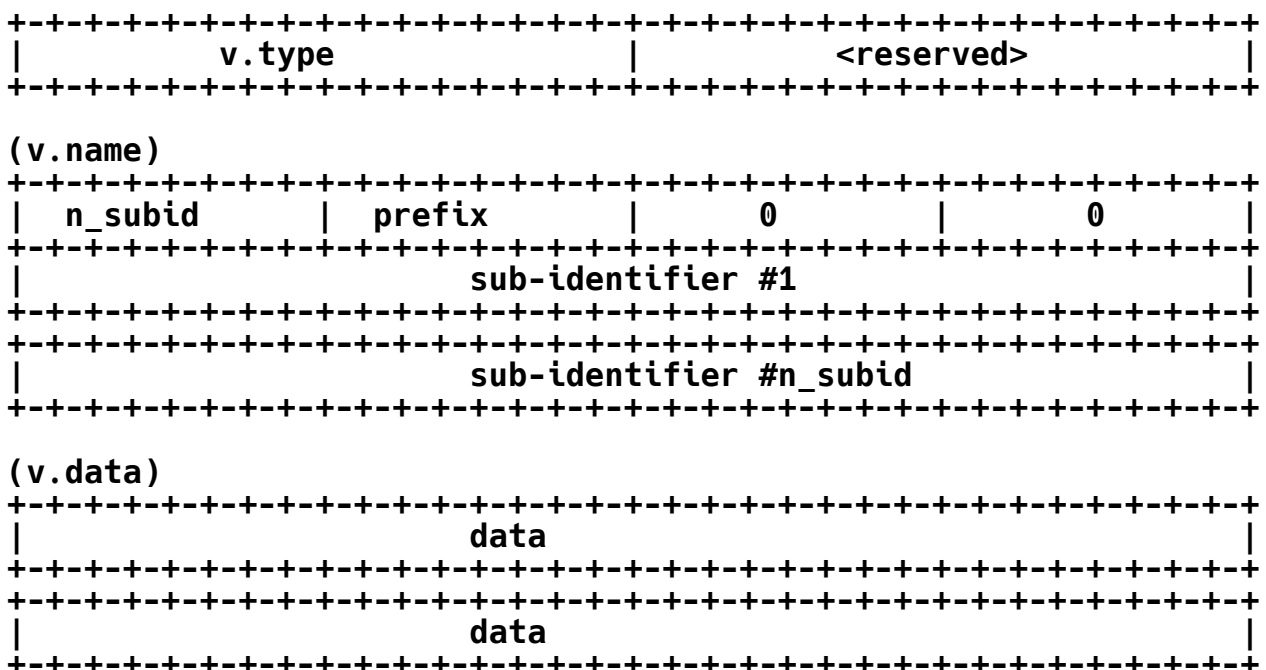 +-+-+-+-+-+-+-+-+-+-+-+-+-+-+-+-+-+-+-+-+-+-+-+-+-+-+-+-+-+-+-+-+-+
|          v.type               |          <reserved>           |
+-+-+-+-+-+-+-+-+-+-+-+-+-+-+-+-+-+-+-+-+-+-+-+-+-+-+-+-+-+-+-+-+-+
(v.name)
+-+-+-+-+-+-+-+-+-+-+-+-+-+-+-+-+-+-+-+-+-+-+-+-+-+-+-+-+-+-+-+-+-+
|  n_subid      |  prefix       |      0        |       0       |
+-+-+-+-+-+-+-+-+-+-+-+-+-+-+-+-+-+-+-+-+-+-+-+-+-+-+-+-+-+-+-+-+-+
|                       sub-identifier #1                       |
+-+-+-+-+-+-+-+-+-+-+-+-+-+-+-+-+-+-+-+-+-+-+-+-+-+-+-+-+-+-+-+-+-+
+-+-+-+-+-+-+-+-+-+-+-+-+-+-+-+-+-+-+-+-+-+-+-+-+-+-+-+-+-+-+-+-+-+
|                       sub-identifier #n_subid                 |
+-+-+-+-+-+-+-+-+-+-+-+-+-+-+-+-+-+-+-+-+-+-+-+-+-+-+-+-+-+-+-+-+-+
(v.data)
+-+-+-+-+-+-+-+-+-+-+-+-+-+-+-+-+-+-+-+-+-+-+-+-+-+-+-+-+-+-+-+-+-+
|                       data                                    |
+-+-+-+-+-+-+-+-+-+-+-+-+-+-+-+-+-+-+-+-+-+-+-+-+-+-+-+-+-+-+-+-+-+
+-+-+-+-+-+-+-+-+-+-+-+-+-+-+-+-+-+-+-+-+-+-+-+-+-+-+-+-+-+-+-+-+-+
|                       data                                    |
+-+-+-+-+-+-+-+-+-+-+-+-+-+-+-+-+-+-+-+-+-+-+-+-+-+-+-+-+-+-+-+-+-+